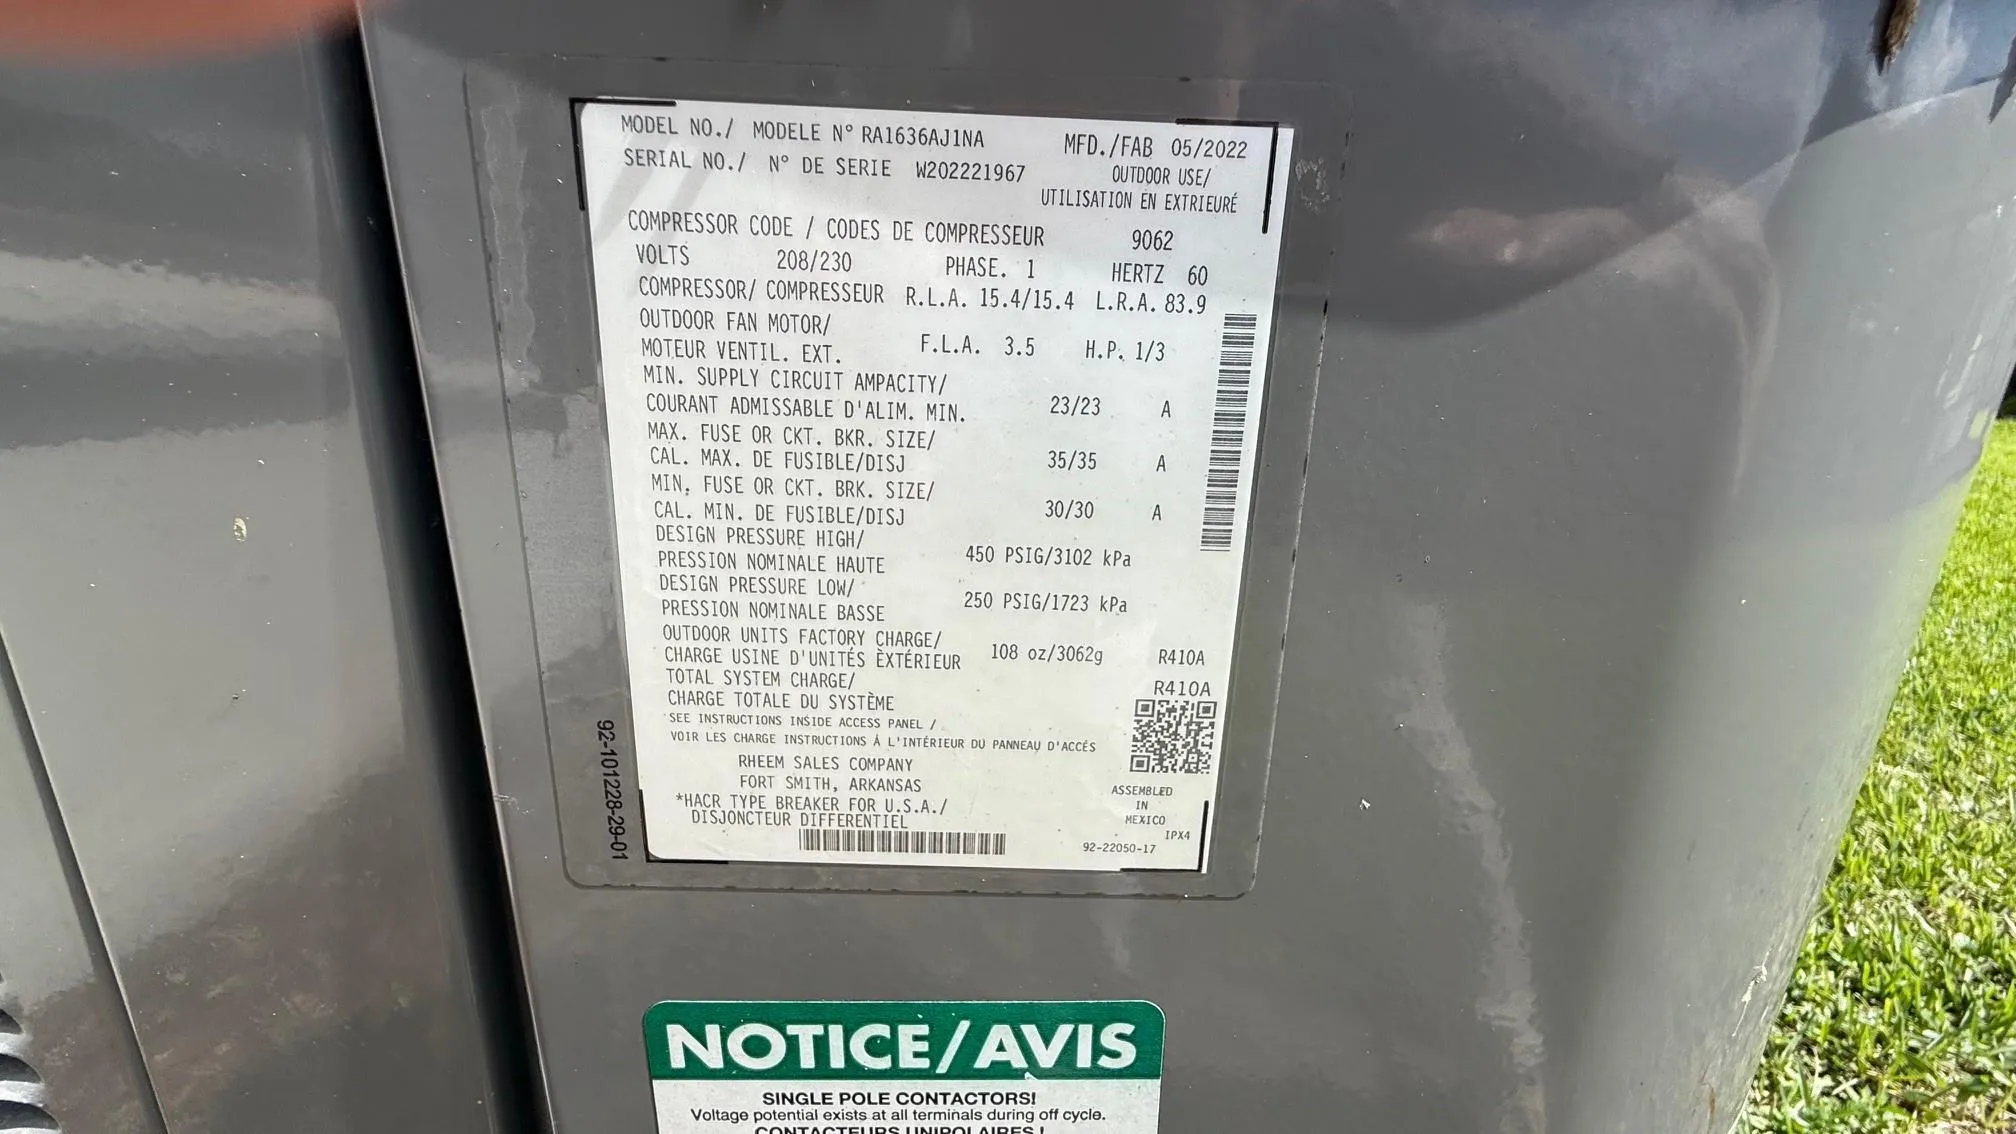 MODEL NO./ MODELE N° RA1636AJ1NA MFD./FAB 05/2022
SERIAL NO./ N° DE SERIE W202221967 OUTDOOR USE/
UTILISATION EN EXTRIEURÉ
COMPRESSOR CODE / CODES DE COMPRESSEUR 9062
VOLTS 208/230 PHASE. 1 HERTZ 60
COMPRESSOR/ COMPRESSEUR R.L.A. 15.4/15.4 L.R.A. 83.9
OUTDOOR FAN MOTOR/
MOTEUR VENTIL. EXT. F.L.A. 3.5 H.P. 1/3
MIN. SUPPLY CIRCUIT AMPACITY/
COURANT ADMISSABLE D'ALIM. MIN. 23/23 A
MAX. FUSE OR CKT. BKR. SIZE/
CAL. MAX. DE FUSIBLE/DISJ 35/35 A
MIN. FUSE OR CKT. BRK. SIZE/
CAL. MIN. DE FUSIBLE/DISJ 30/30 A
DESIGN PRESSURE HIGH/
PRESSION NOMINALE HAUTE 450 PSIG/3102 kPa
DESIGN PRESSURE LOW/
PRESSION NOMINALE BASSE 250 PSIG/1723 kPa
OUTDOOR UNITS FACTORY CHARGE/
CHARGE USINE D'UNITÉS ÈXTÉRIEUR 108 oz/3062g R410A
TOTAL SYSTEM CHARGE/ R410A
CHARGE TOTALE DU SYSTÈME
SEE INSTRUCTIONS INSIDE ACCESS PANEL /
VOIR LES CHARGE INSTRUCTIONS Á L'INTÉRIEUR DU PANNEAU D'ACCÉS
RHEEM SALES COMPANY
FORT SMITH, ARKANSAS
*HACR TYPE BREAKER FOR U.S.A./
DISJONCTEUR DIFFERENTIEL
ASSEMBLED
IN
MEXICO
IPX4
92-22050-17
92-101228-29-01
NOTICE/AVIS
SINGLE POLE CONTACTORS!
Voltage potential exists at all terminals during off cycle.
CONTACTEURS UNIPOLAIRES !